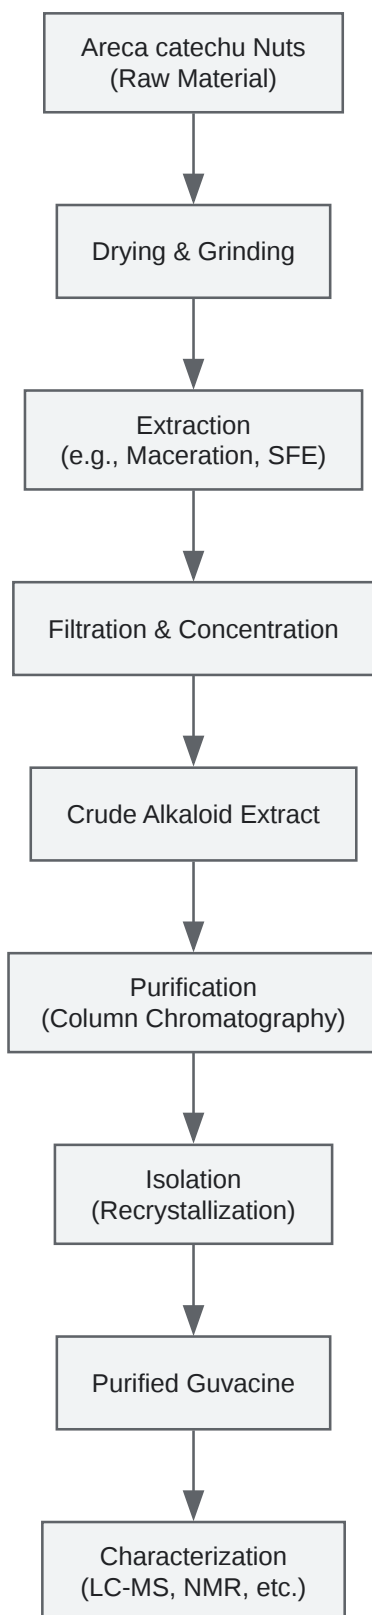 Areca catechu Nuts
(Raw Material)
Drying & Grinding
Extraction
(e.g., Maceration, SFE)
Filtration & Concentration
Crude Alkaloid Extract
Purification
(Column Chromatography)
Isolation
(Recrystallization)
Purified Guvacine
Characterization
(LC-MS, NMR, etc.)